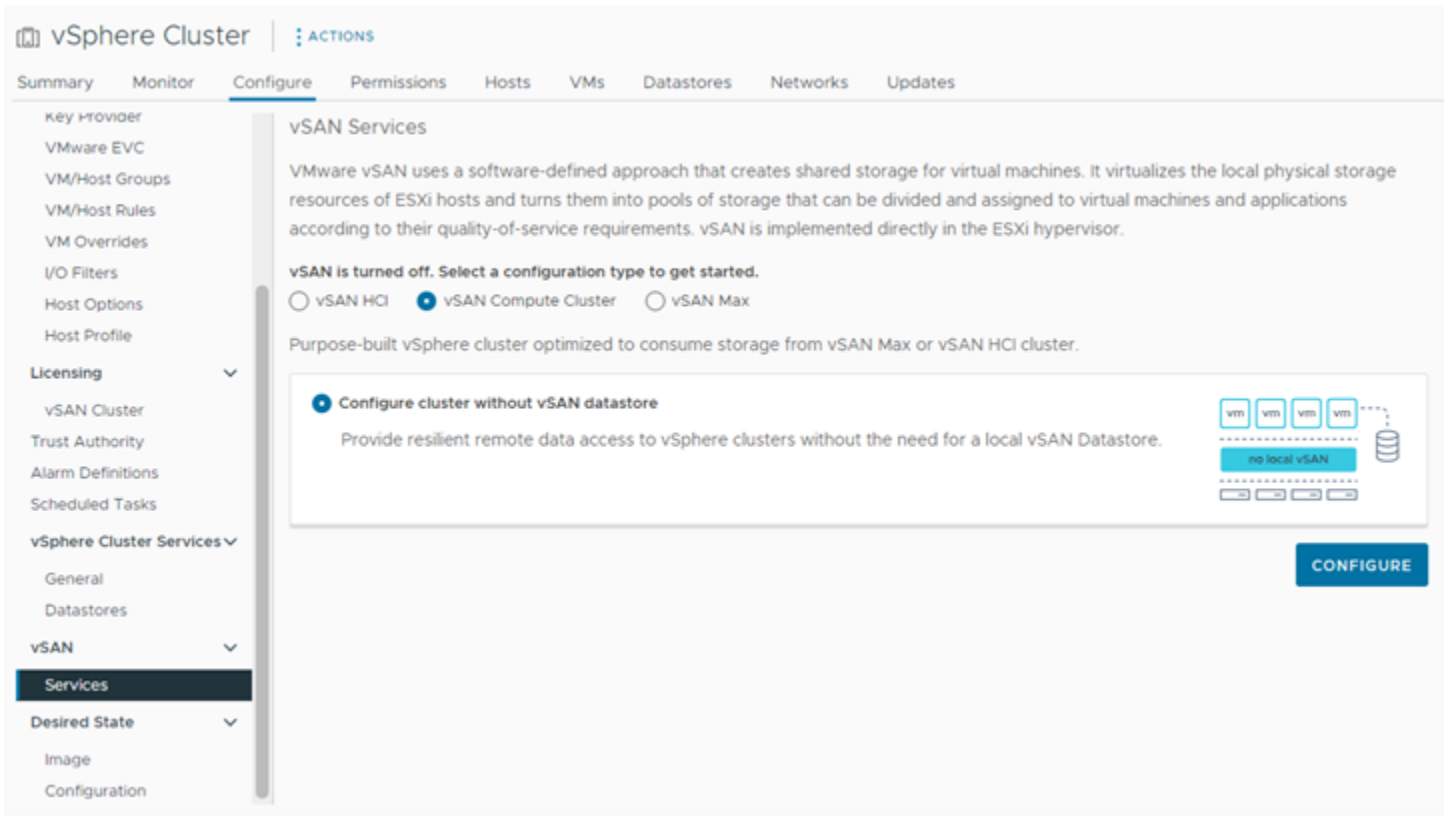 vSphere Cluster
ACTIONS
Summary Monitor Configure Permissions Hosts VMs Datastores Networks Updates
Key Provider
VMware EVC
VM/Host Groups
VM/Host Rules
VM Overrides
I/O Filters
Host Options
Host Profile
Licensing
vSAN Cluster
Trust Authority
Alarm Definitions
Scheduled Tasks
vSphere Cluster Services
General
Datastores
vSAN
Services
Desired State
Image
Configuration
vSAN Services
VMware vSAN uses a software-defined approach that creates shared storage for virtual machines. It virtualizes the local physical storage
resources of ESXi hosts and turns them into pools of storage that can be divided and assigned to virtual machines and applications
according to their quality-of-service requirements. vSAN is implemented directly in the ESXi hypervisor.
vSAN is turned off. Select a configuration type to get started.
vSAN HCI vSAN Compute Cluster vSAN Max
Purpose-built vSphere cluster optimized to consume storage from vSAN Max or vSAN HCI cluster.
Configure cluster without vSAN datastore
Provide resilient remote data access to vSphere clusters without the need for a local vSAN Datastore.
vm vm vm vm
no local vSAN
CONFIGURE